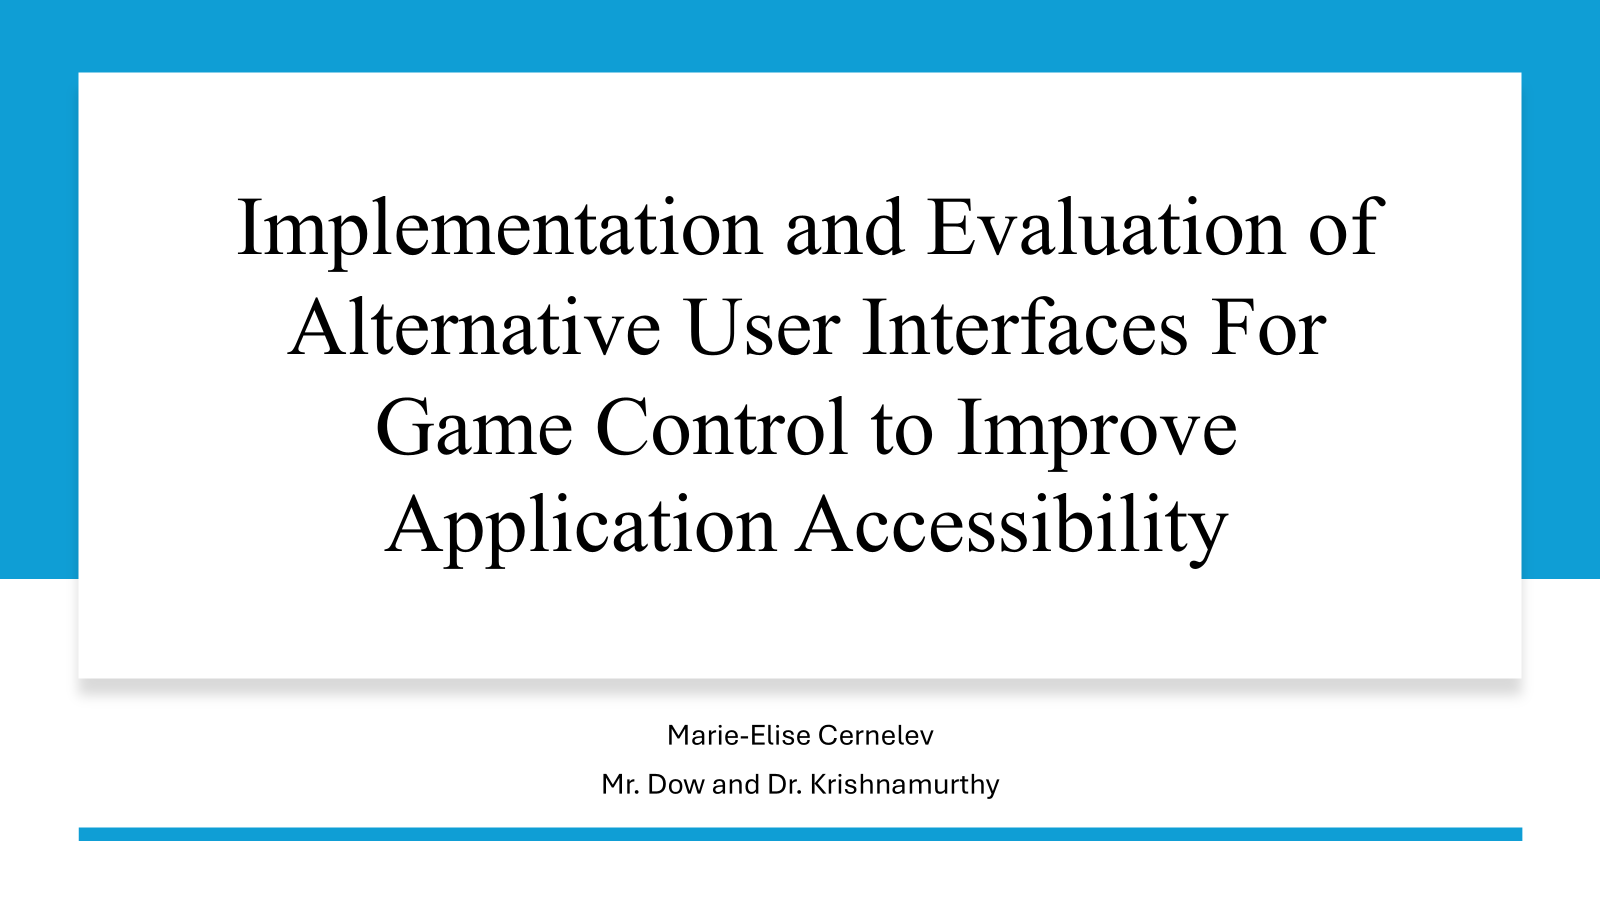 Implementation and Evaluation of
Alternative User Interfaces For
Game Control to Improve
Application Accessibility
Marie-Elise Cernelev
Mr. Dow and Dr. Krishnamurthy